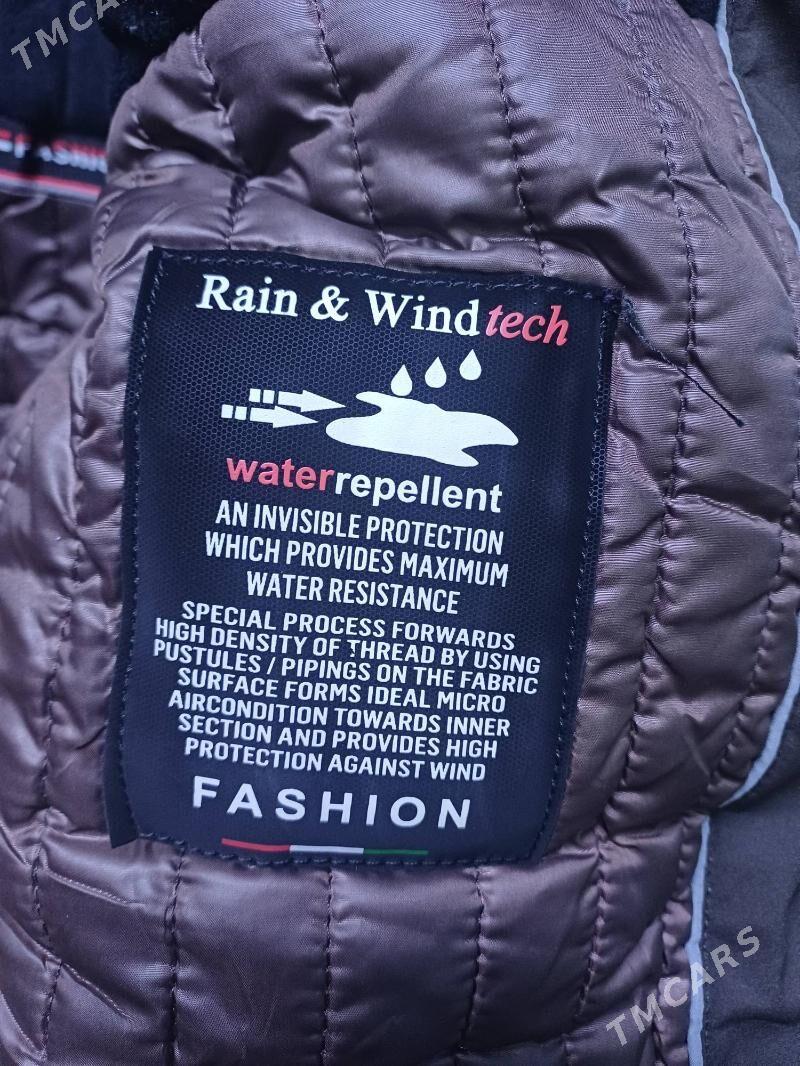 TMCARS
FASHI
Rain & Windtech
waterrepellent
AN INVISIBLE PROTECTION
WHICH PROVIDES MAXIMUM
WATER RESISTANCE
SPECIAL PROCESS FORWARDS
HIGH DENSITY OF THREAD BY USING
PUSTULES / PIPINGS ON THE FABRIC
SURFACE FORMS IDEAL MICRO
AIRCONDITION TOWARDS INNER
SECTION AND PROVIDES HIGH
PROTECTION AGAINST WIND
FASHION
TMCARS